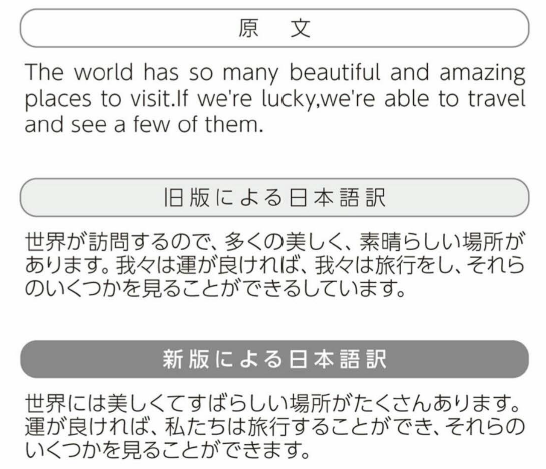 原 文
The world has so many beautiful and amazing
places to visit.If we're lucky,we're able to travel
and see a few of them.
旧版による日本語訳
世界が訪問するので、多くの美しく、素晴らしい場所が
あります。我々は運が良ければ、我々は旅行をし、それら
のいくつかを見ることができるしています。
新版による日本語訳
世界には美しくてすばらしい場所がたくさんあります。
運が良ければ、私たちは旅行することができ、それらの
いくつかを見ることができます。